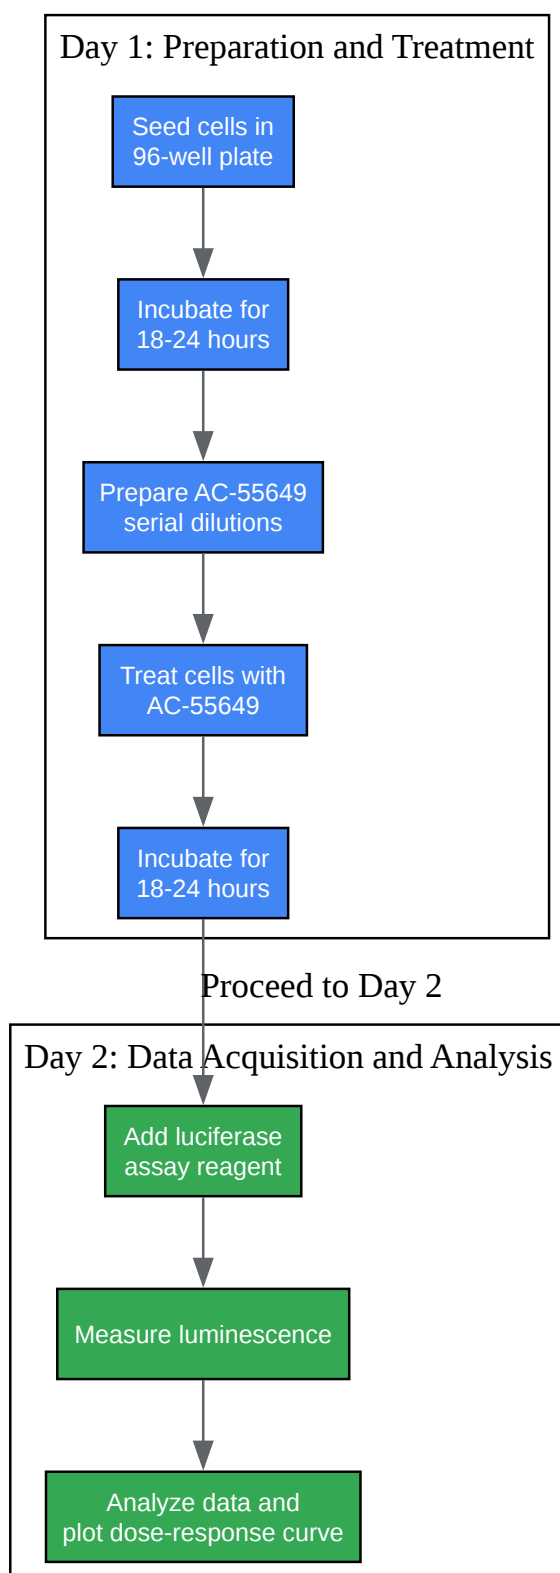 Day 1: Preparation and Treatment
Seed cells in
96-well plate
Incubate for
18-24 hours
Prepare AC-55649
serial dilutions
Treat cells with
AC-55649
Incubate for
18-24 hours
Proceed to Day 2
Day 2: Data Acquisition and Analysis
Add luciferase
assay reagent
Measure luminescence
Analyze data and
plot dose-response curve